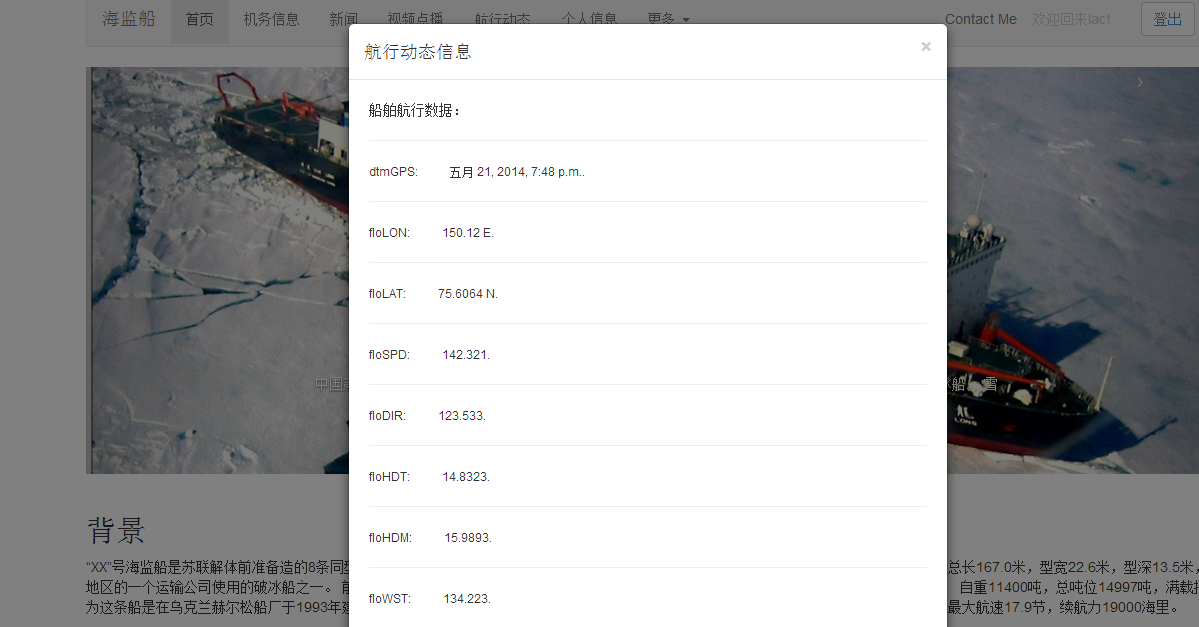 海监船 首页 机务信息 新闻 视频点播 航行动态 个人信息 更多 Contact Me 欢迎回来lac! 登出
航行动态信息 ×
船舶航行数据：
dtmGPS: 五月 21, 2014, 7:48 p.m..
floLON: 150.12 E.
floLAT: 75.6064 N.
floSPD: 142.321.
中国
船 雪
floDIR: 123.533.
龙
LONG
floHDT: 14.8323.
背景
floHDM: 15.9893.
“XX”号海监船是苏联解体前准备造的8条同 总长167.0米，型宽22.6米，型深13.5米，
地区的一个运输公司使用的破冰船之一。 自重11400吨，总吨位14997吨，满载
floWST: 134.223.
为这条船是在乌克兰赫尔松船厂于1993年 最大航速17.9节，续航力19000海里。